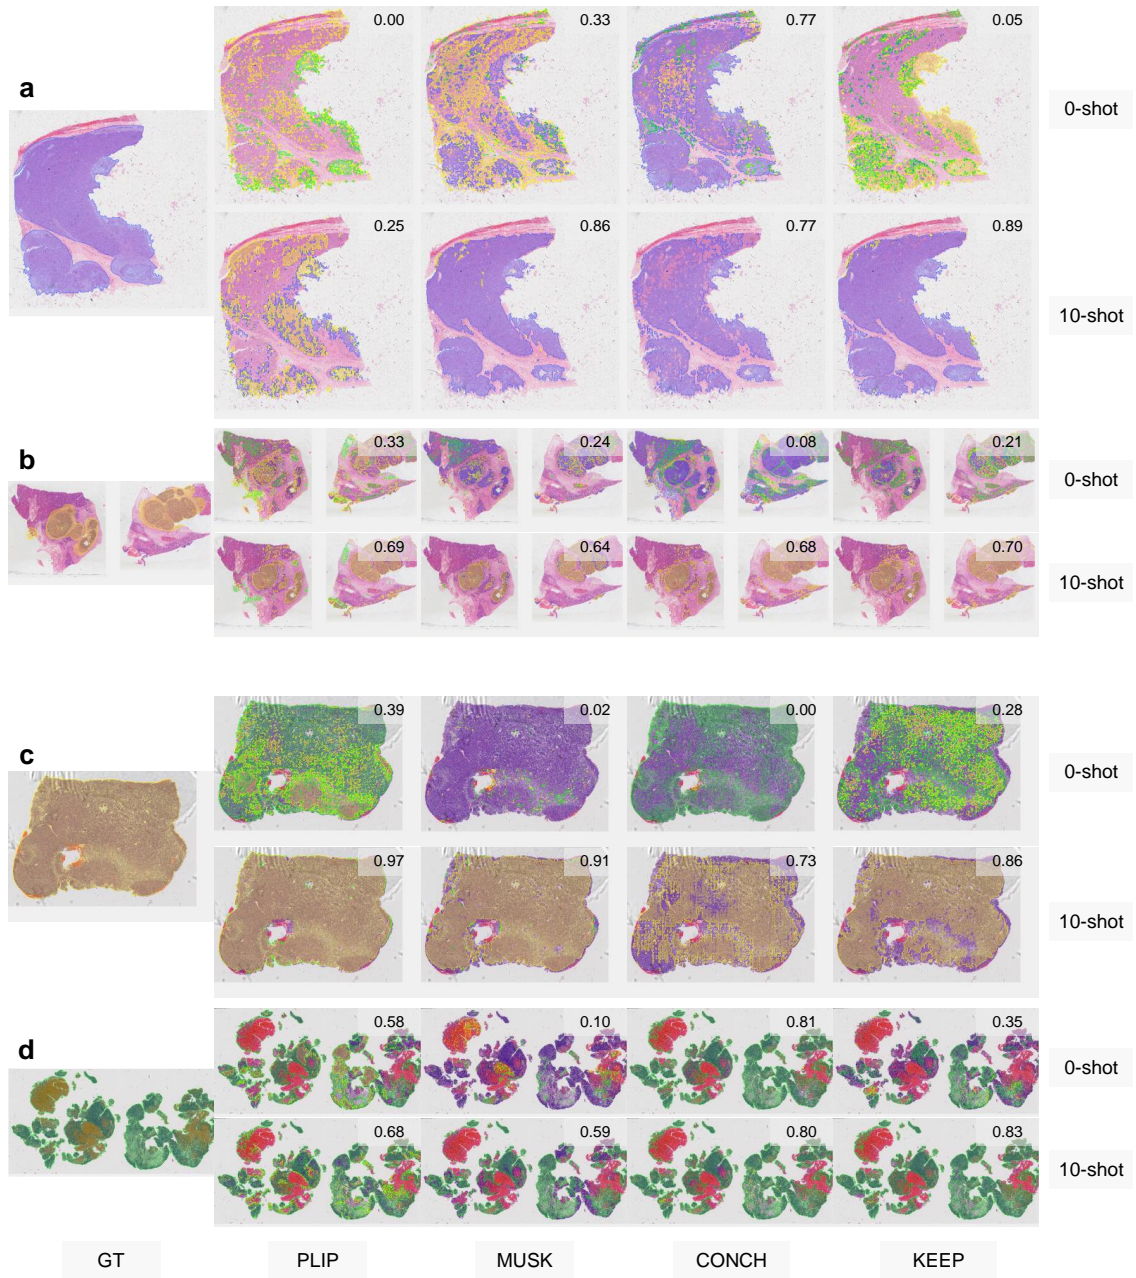 0.00 0.33 0.77 0.05
a
0-shot
0.25 0.86 0.77 0.89
10-shot
0.33 0.24 0.08 0.21
b
0-shot
0.69 0.64 0.68 0.70
10-shot
0.39 0.02 0.00 0.28
c
0-shot
0.97 0.91 0.73 0.86
10-shot
0.58 0.10 0.81 0.35
d
0-shot
0.68 0.59 0.80 0.83
10-shot
GT PLIP MUSK CONCH KEEP